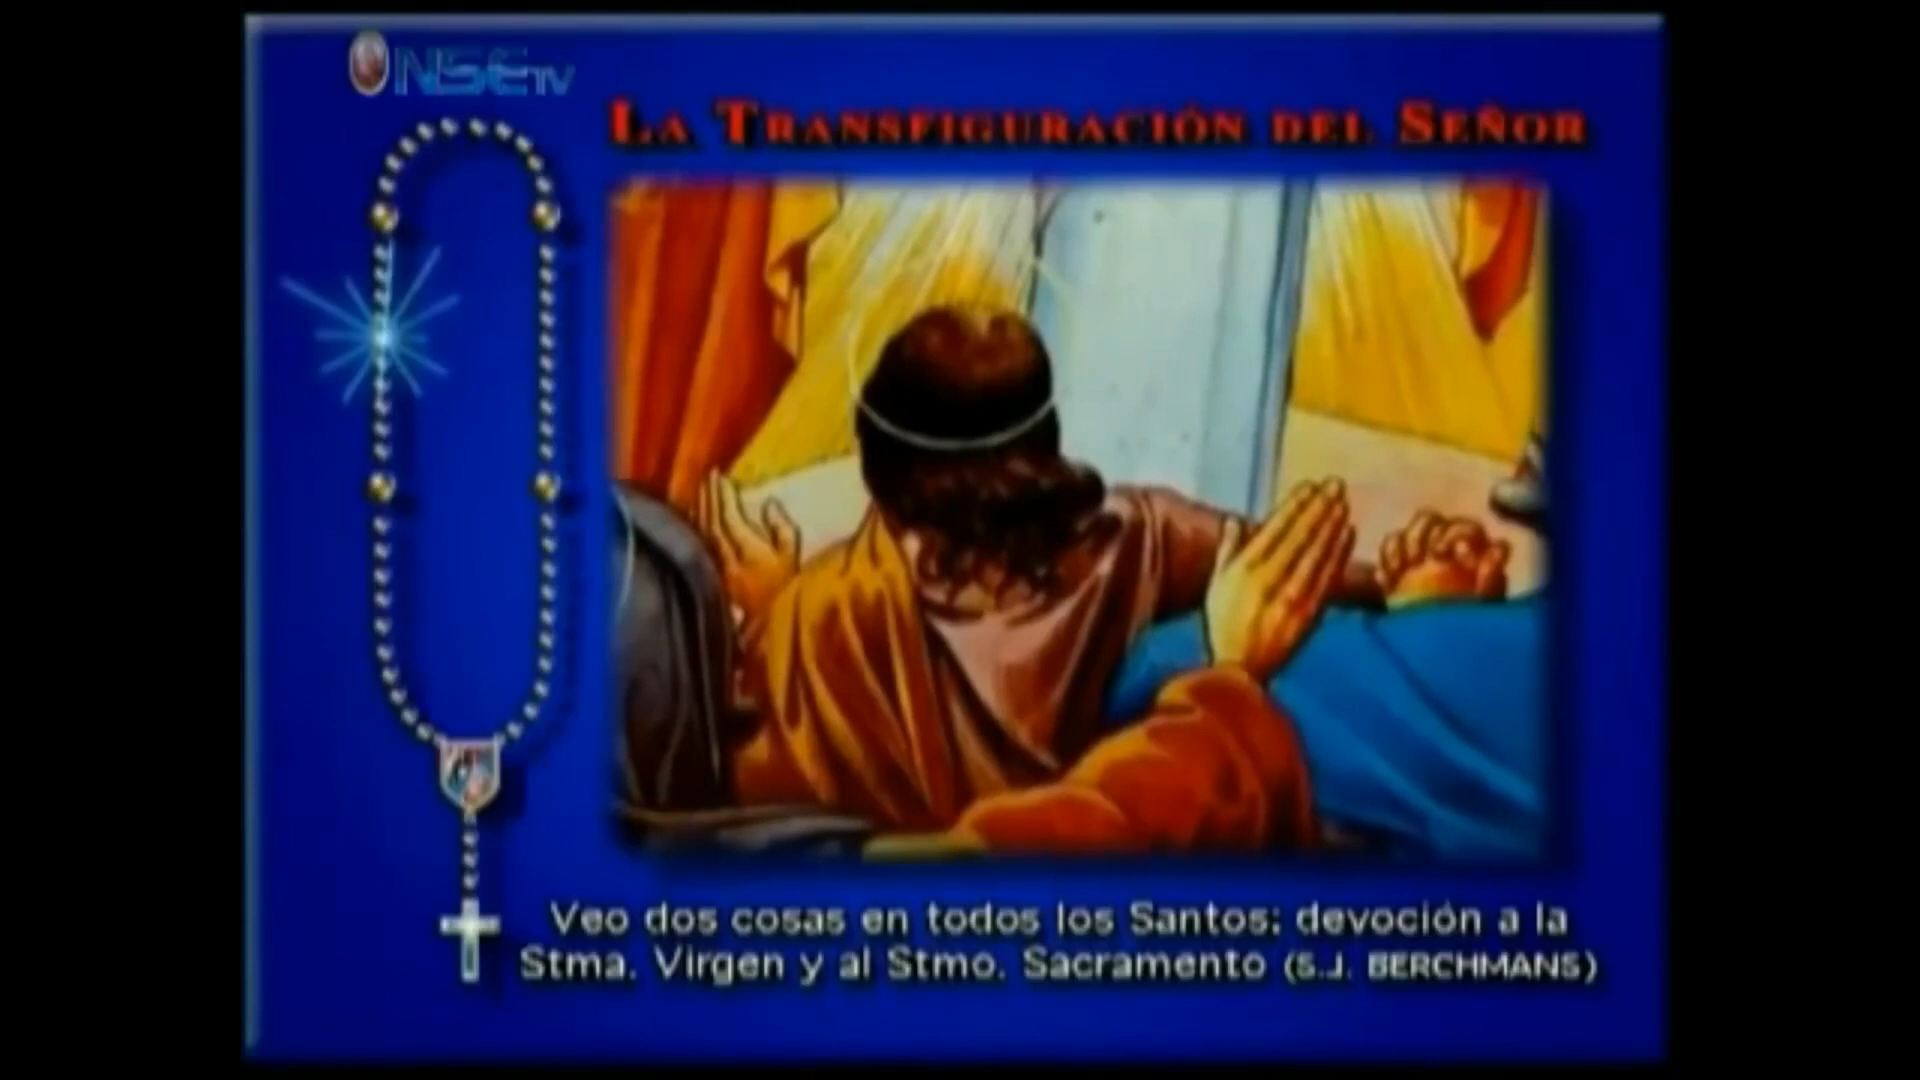 NSE TV
LA TRANSFIGURACIÓN DEL SEÑOR
Veo dos cosas en todos los Santos: devoción a la
Stma. Virgen y al Stmo. Sacramento (S.J. BERCHMANS)